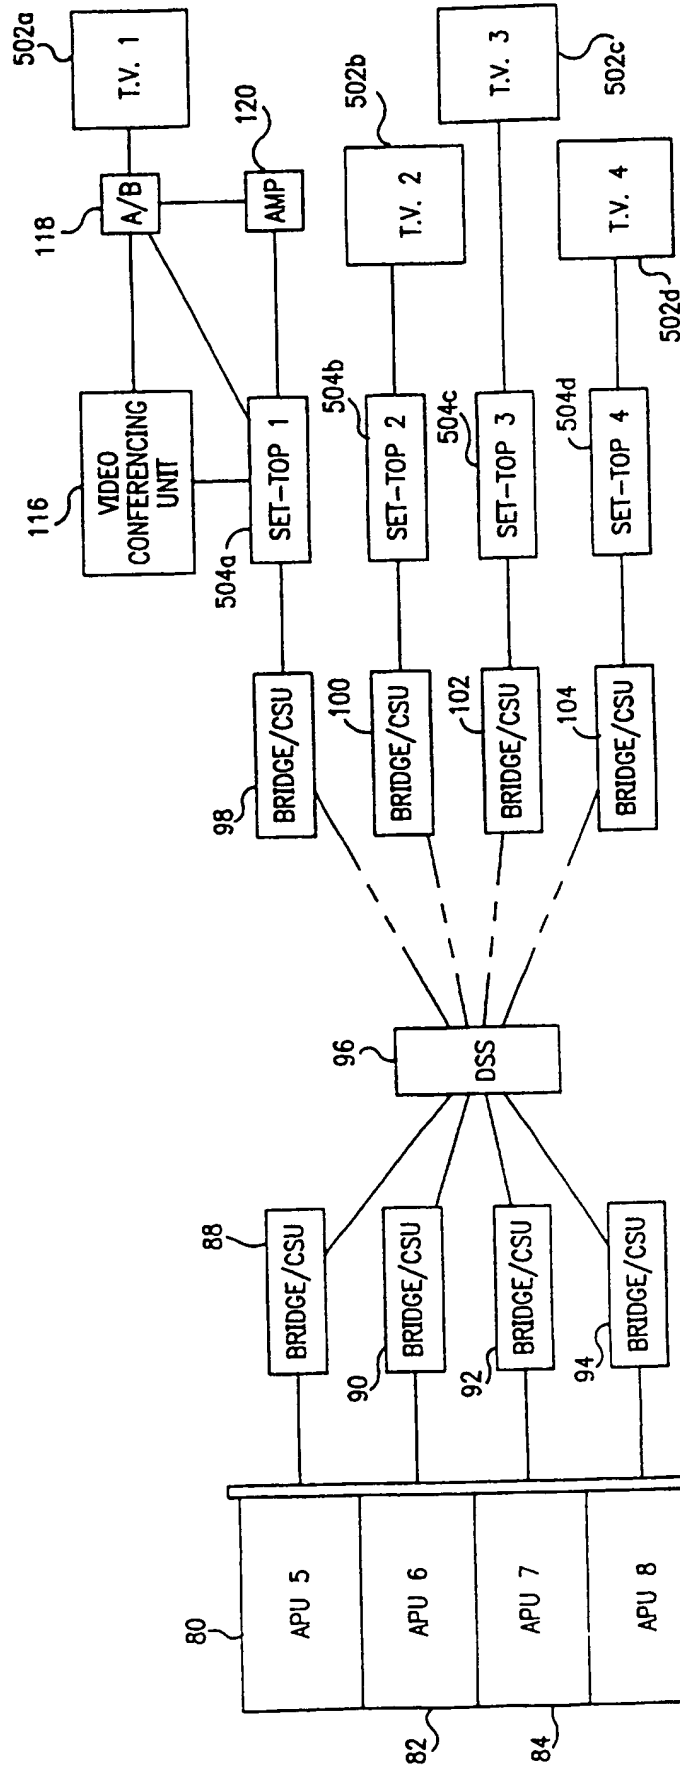 80
APU 5
APU 6
APU 7
APU 8
82
84
88
BRIDGE/CSU
90
BRIDGE/CSU
92
BRIDGE/CSU
94
BRIDGE/CSU
96
DSS
98
BRIDGE/CSU
100
BRIDGE/CSU
102
BRIDGE/CSU
104
BRIDGE/CSU
116
VIDEO
CONFERENCING
UNIT
504a
SET-TOP 1
504b
SET-TOP 2
504c
SET-TOP 3
504d
SET-TOP 4
118
A/B
120
AMP
502a
T.V. 1
502b
T.V. 2
T.V. 3
502c
T.V. 4
502d